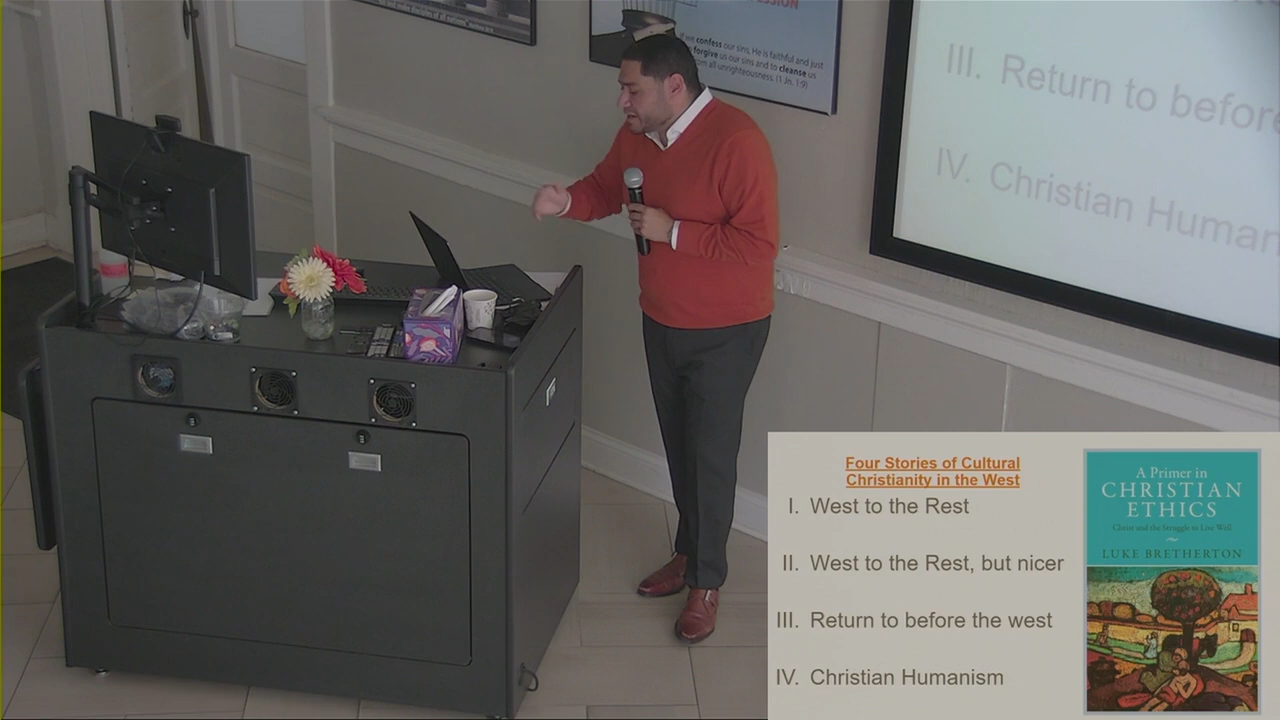 SSION
if we confess our sins, He is faithful and just
forgive us our sins and to cleanse us
from all unrighteousness. (1 Jn. 1:9)
III. Return to before
IV. Christian Human
Four Stories of Cultural
Christianity in the West
I. West to the Rest
II. West to the Rest, but nicer
III. Return to before the west
IV. Christian Humanism
A Primer in
CHRISTIAN
ETHICS
Christ and the Struggle to Live Well
LUKE BRETHERTON